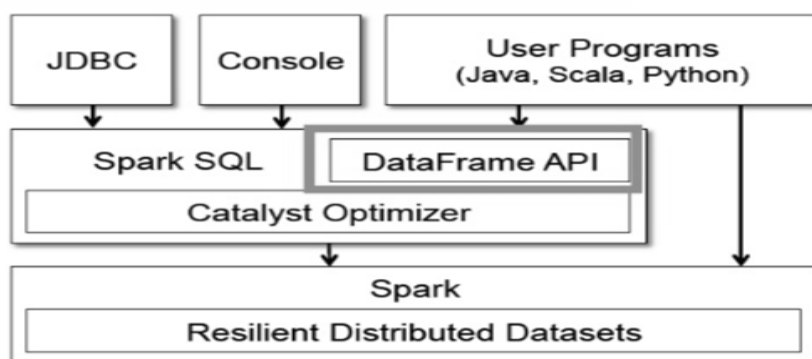 JDBC
Console
User Programs
(Java, Scala, Python)
Spark SQL
DataFrame API
Catalyst Optimizer
Spark
Resilient Distributed Datasets